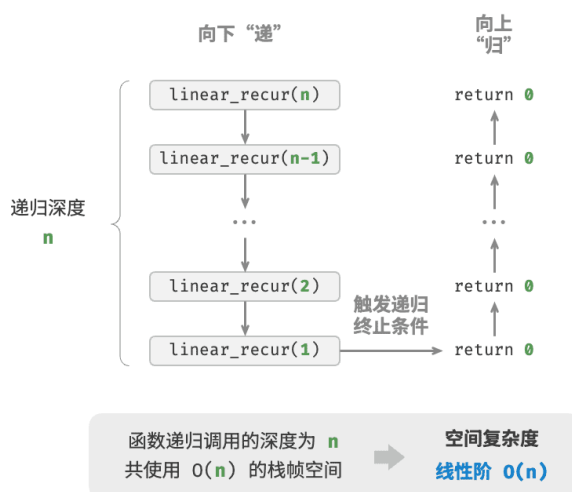 向下“递”
向上
“归”
linear_recur(n)
return 0
linear_recur(n-1)
return 0
递归深度
n
...
...
linear_recur(2)
return 0
触发递归
终止条件
linear_recur(1)
return 0
函数递归调用的深度为 n
共使用 O(n) 的栈帧空间
空间复杂度
线性阶 O(n)